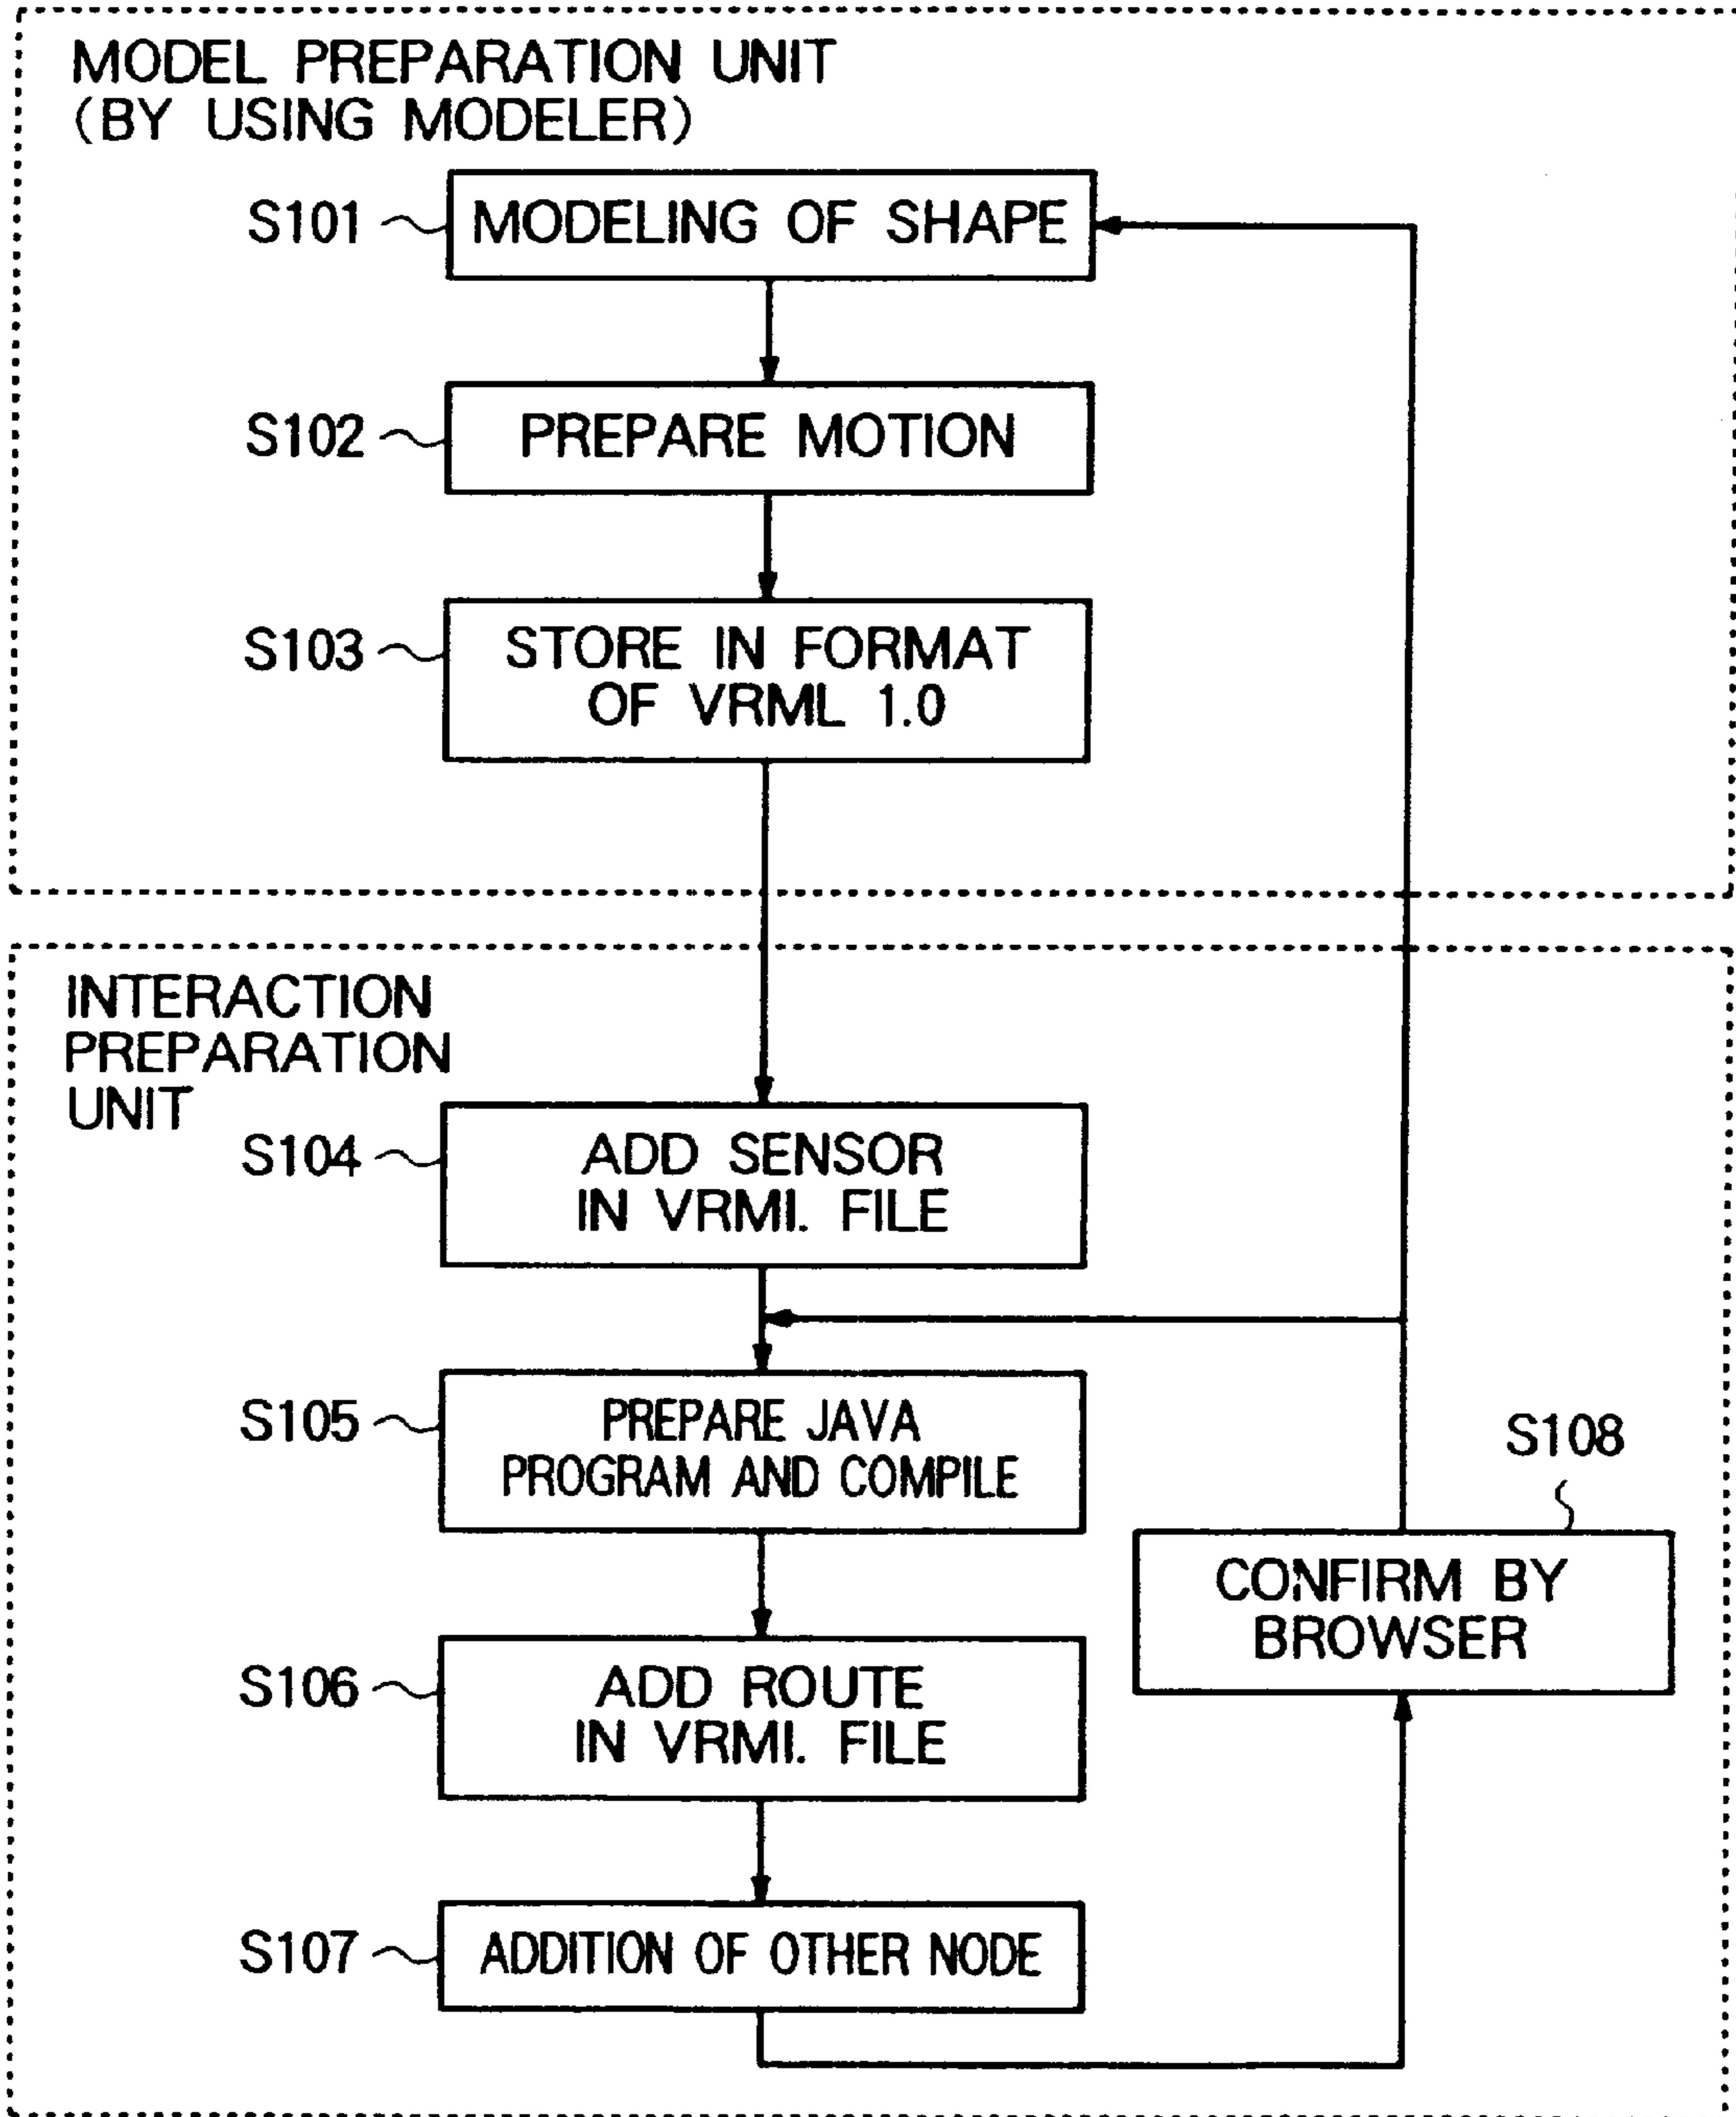 MODEL PREPARATION UNIT
(BY USING MODELER)
S101
MODELING OF SHAPE
S102
PREPARE MOTION
S103
STORE IN FORMAT
OF VRML 1.0
INTERACTION
PREPARATION
UNIT
S104
ADD SENSOR
IN VRMI. FILE
S105
PREPARE JAVA
PROGRAM AND COMPILE
S108
CONFIRM BY
BROWSER
S106
ADD ROUTE
IN VRMI. FILE
S107
ADDITION OF OTHER NODE